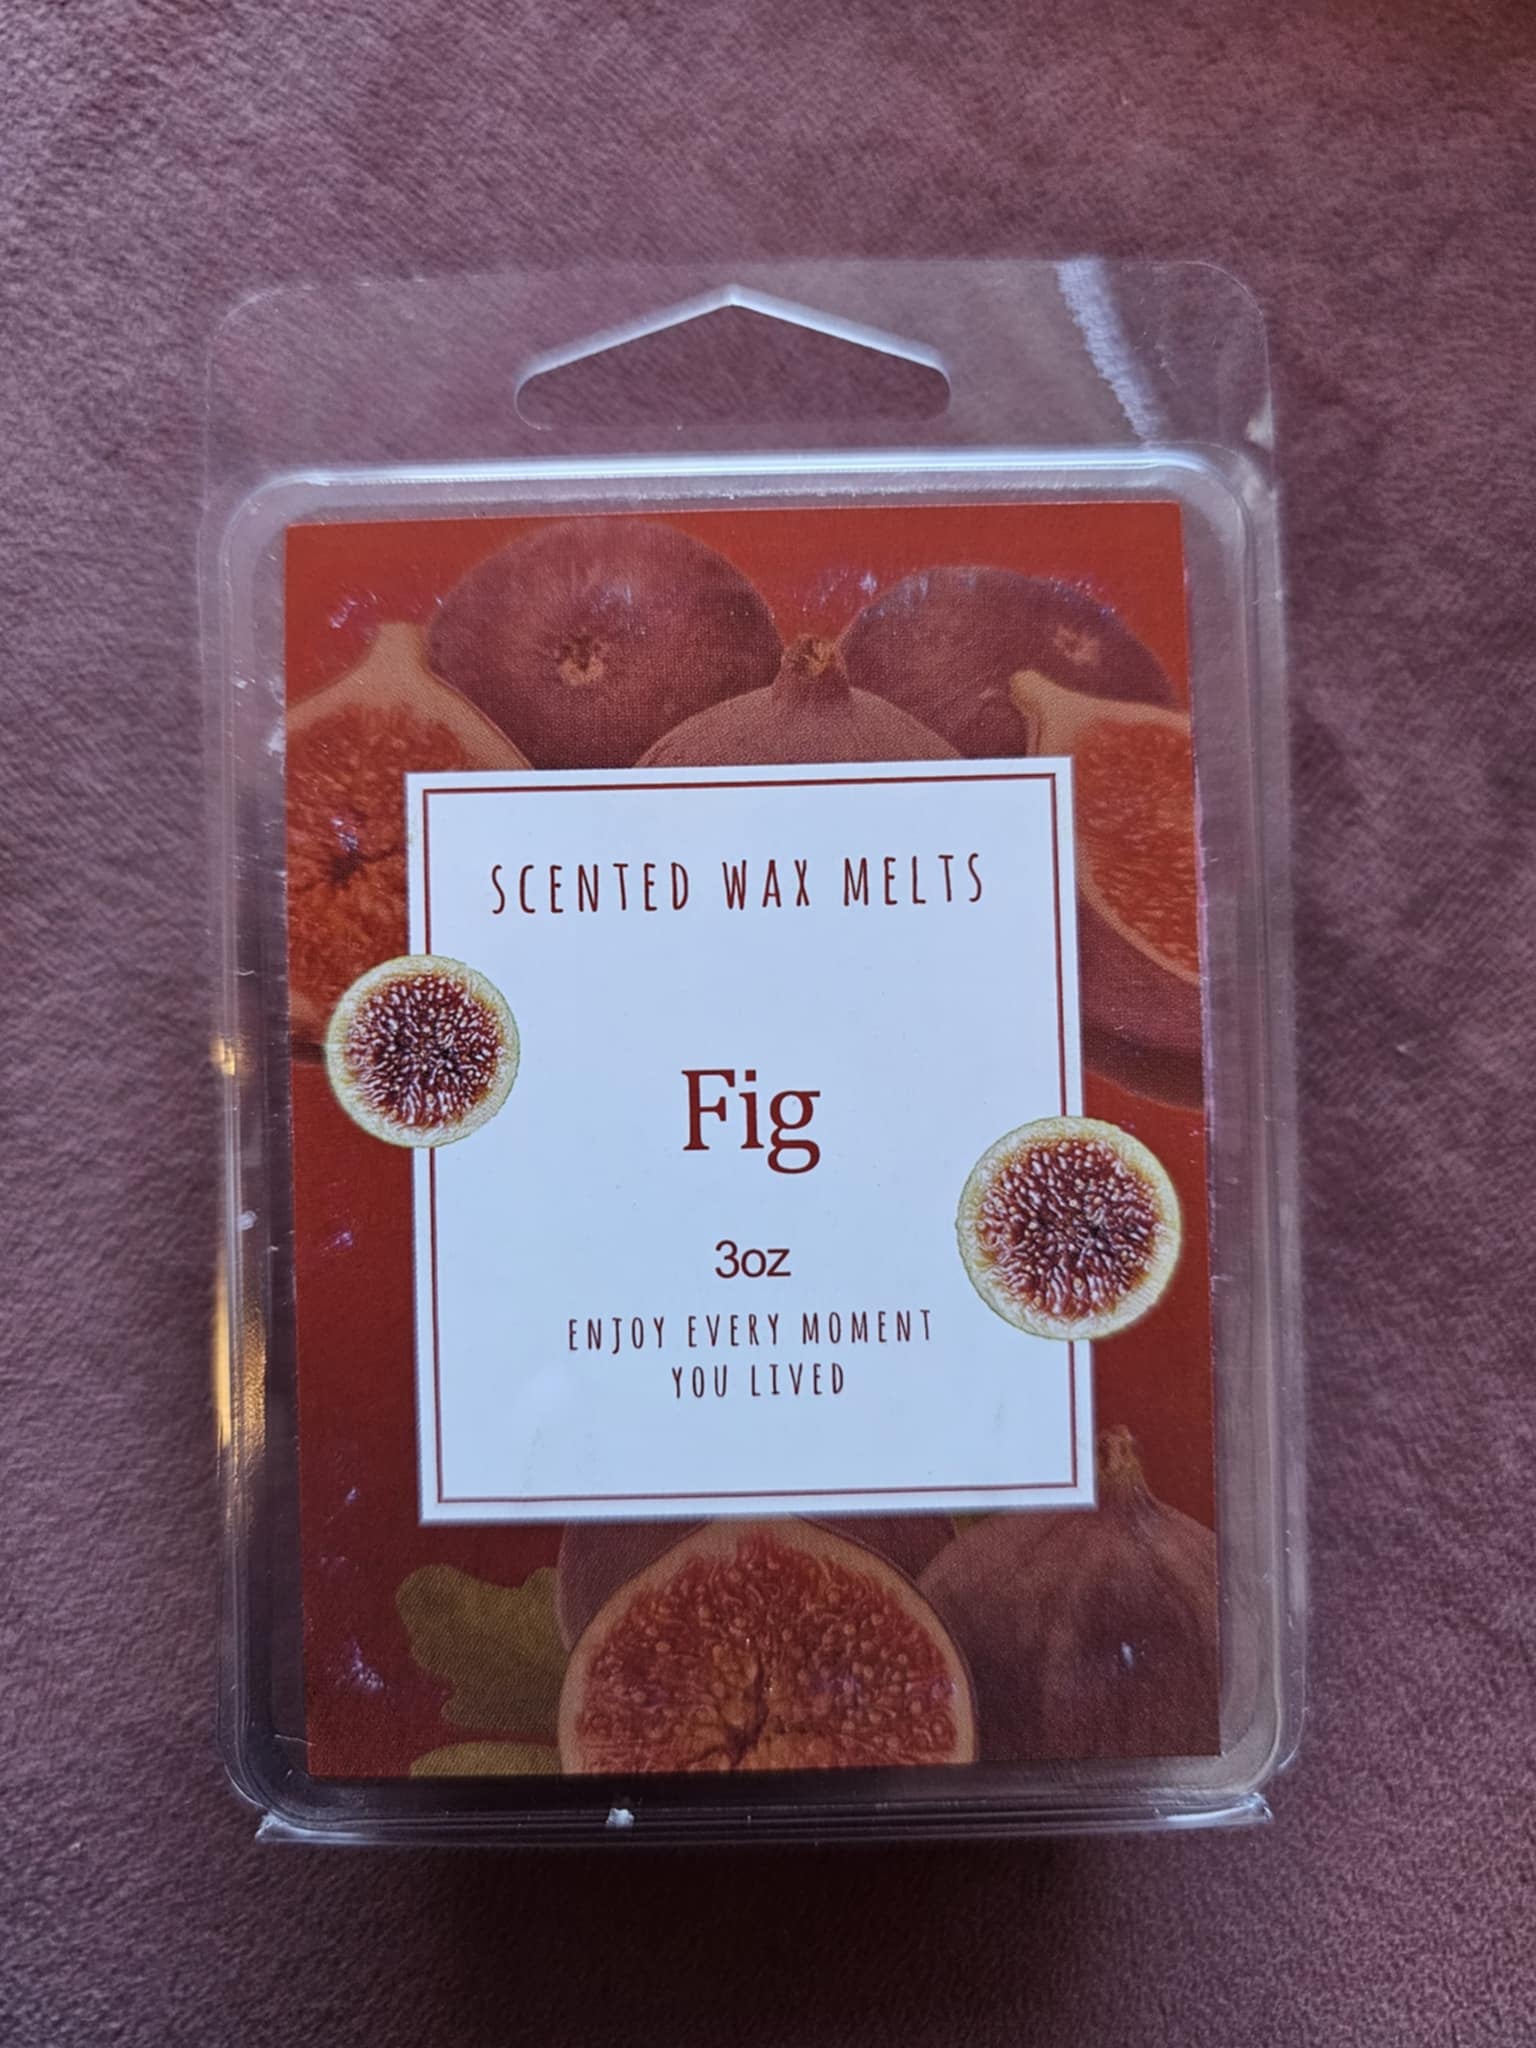 SCENTED WAX MELTS
Fig
3oz
ENJOY EVERY MOMENT
YOU LIVED